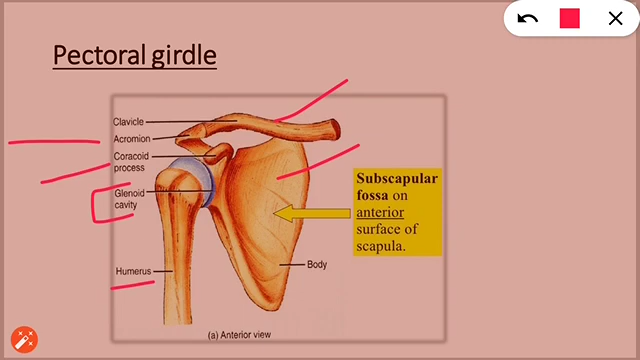 Pectoral girdle
Clavicle
Acromion
Coracoid
process
Glenoid
cavity
Humerus
Subscapular
fossa on
anterior
surface of
scapula.
Body
(a) Anterior view